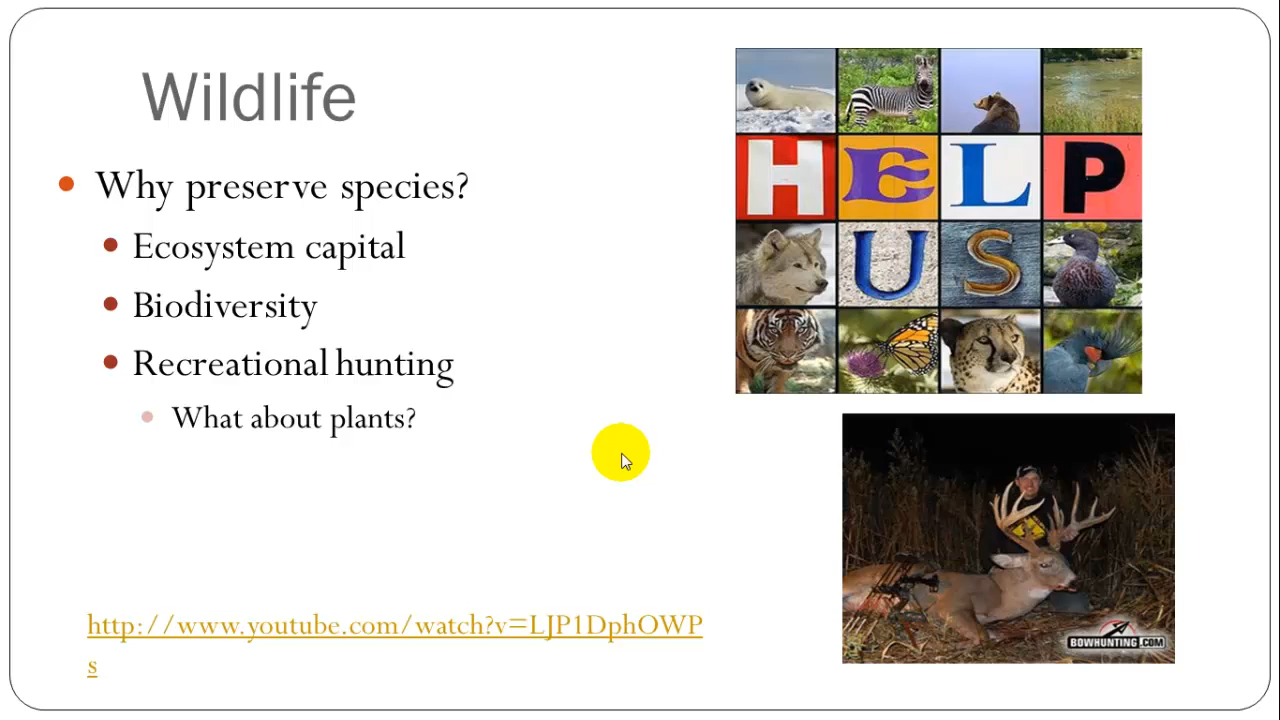 Wildlife
Why preserve species?
Ecosystem capital
Biodiversity
Recreational hunting
What about plants?
http://www.youtube.com/watch?v=LJP1DphOWP
s
HELP
US
BOWHUNTING.COM